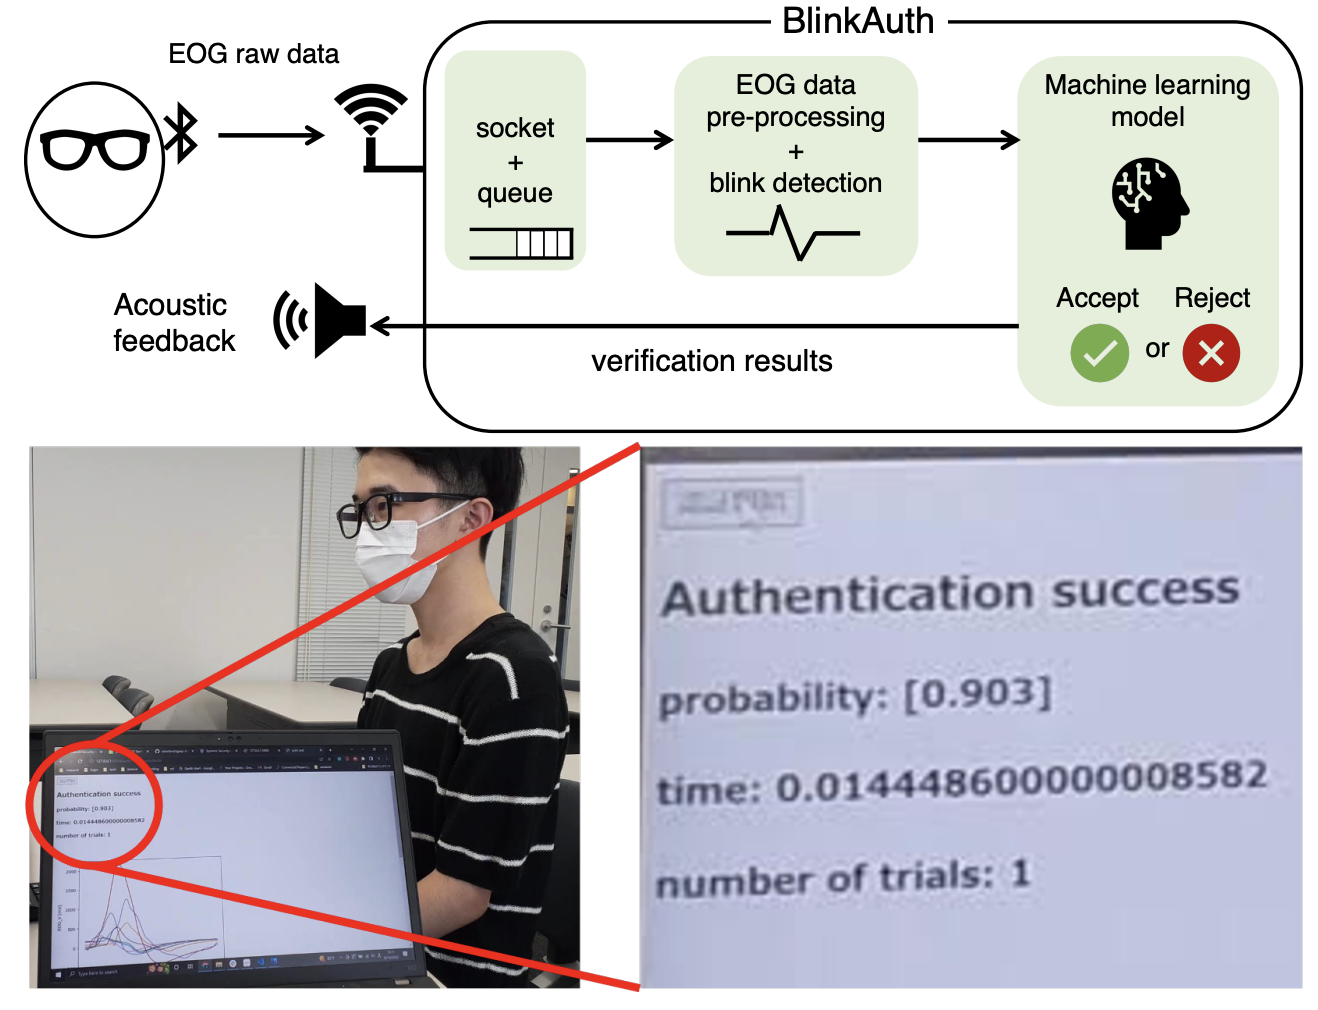 BlinkAuth
EOG raw data
socket
+
queue
EOG data
pre-processing
+
blink detection
Machine learning
model
Accept or Reject
Acoustic
feedback
verification results
Authentication success
probability: [0.903]
time: 0.014448600000008582
number of trials: 1
Authentication success
probability: [0.903]
time: 0.0144486000000008582
number of trials: 1